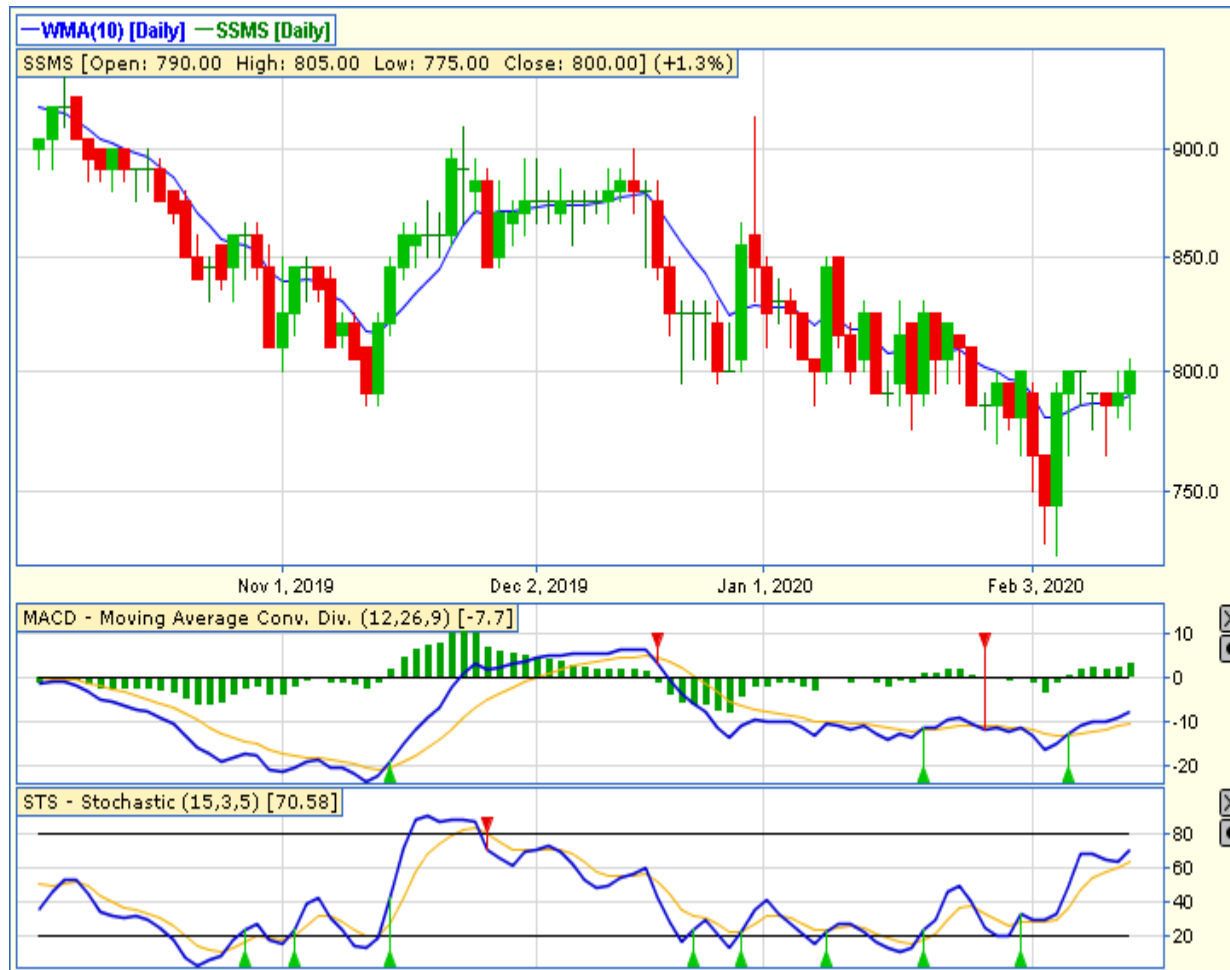 WMA(10) [Daily] SSMS [Daily]
SSMS [Open: 790.00 High: 805.00 Low: 775.00 Close: 800.00] (+1.3%)
900.0
850.0
800.0
750.0
Nov 1, 2019 Dec 2, 2019 Jan 1, 2020 Feb 3, 2020
MACD - Moving Average Conv. Div. (12,26,9) [-7.7]
10
0
-10
-20
STS - Stochastic (15,3,5) [70.58]
80
60
40
20